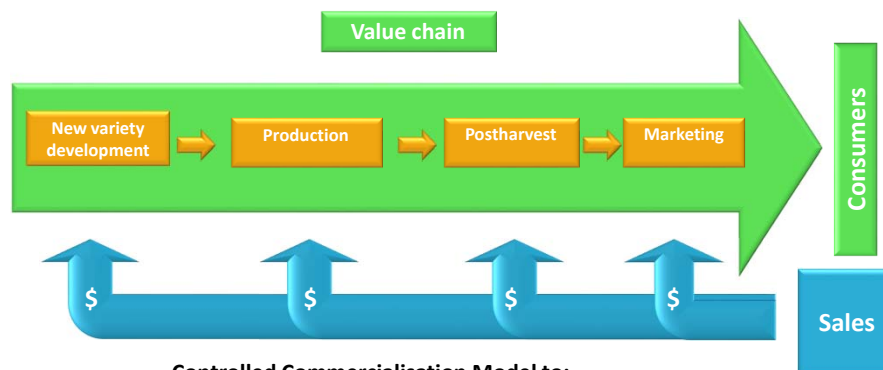 Value chain
New variety
development
Production
Postharvest
Marketing
Consumers
$
$
$
$
Sales
Controlled Commercialisation Model to: